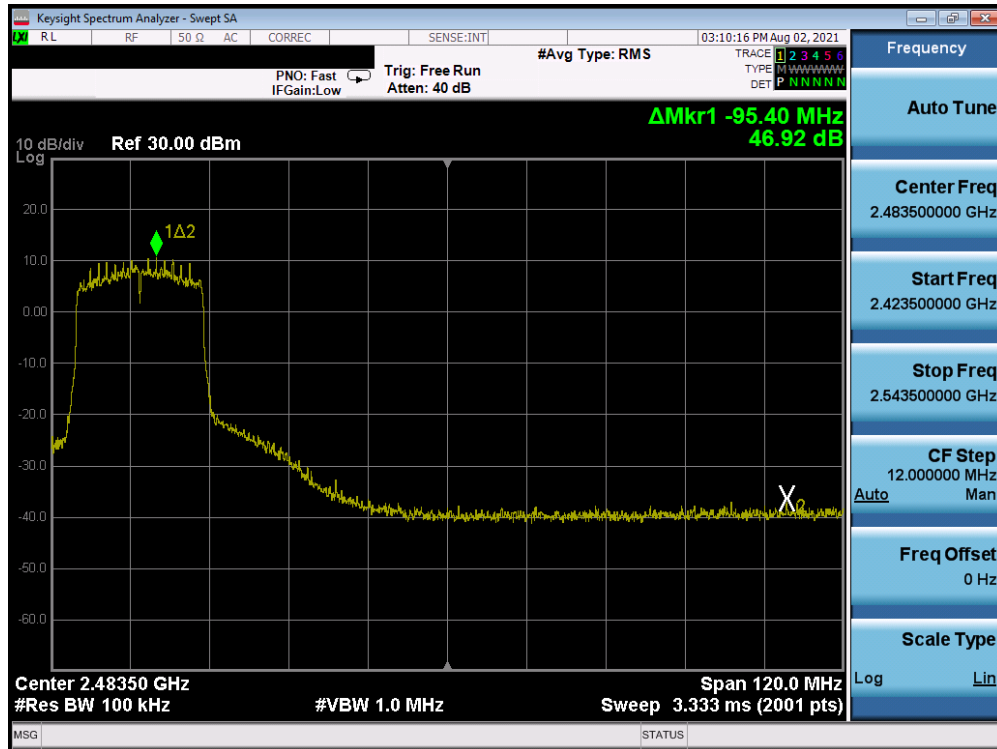 Keysight Spectrum Analyzer - Swept SA
LXI RL RF 50 Ω AC CORREC SENSE:INT 03:10:16 PM Aug 02, 2021
#Avg Type: RMS
TRACE 1 2 3 4 5 6
PNO: Fast Trig: Free Run
TYPE M WWWWW
IFGain:Low Atten: 40 dB
DET P N N N N N
ΔMkr1 -95.40 MHz
46.92 dB
10 dB/div Ref 30.00 dBm
Log
20.0
1Δ2
10.0
0.00
-10.0
-20.0
-30.0
-40.0
X2
-50.0
-60.0
Center 2.48350 GHz Span 120.0 MHz
#Res BW 100 kHz #VBW 1.0 MHz Sweep 3.333 ms (2001 pts)
MSG STATUS
Frequency
Auto Tune
Center Freq
2.483500000 GHz
Start Freq
2.423500000 GHz
Stop Freq
2.543500000 GHz
CF Step
12.000000 MHz
Auto Man
Freq Offset
0 Hz
Scale Type
Log Lin